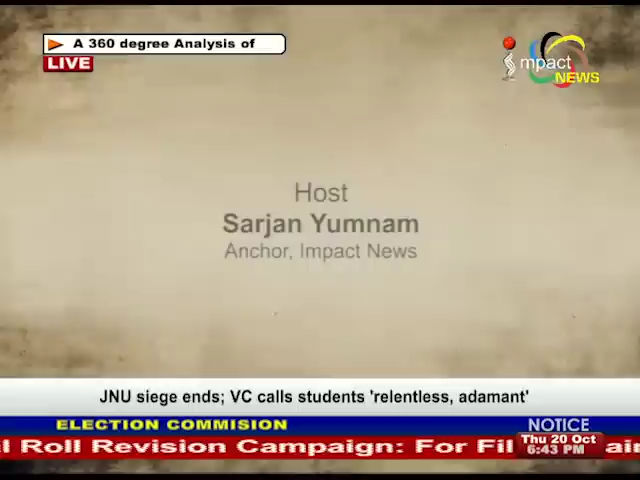 A 360 degree Analysis of
LIVE
impact
NEWS
Host
Sarjan Yumnam
Anchor, Impact News
JNU siege ends; VC calls students 'relentless, adamant'
ELECTION COMMISION
NOTICE
Roll Revision Campaign: For
Thu 20 Oct
6:43 PM